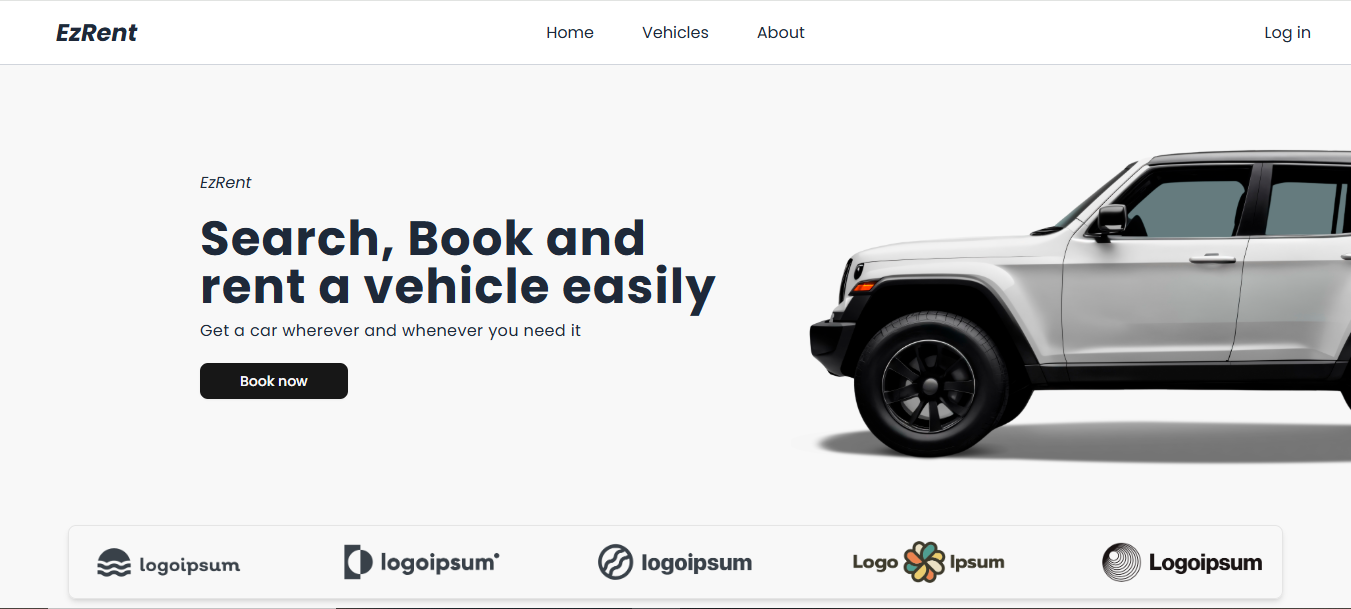 EzRent
Home
Vehicles
About
Log in
EzRent
Search, Book and
rent a vehicle easily
Get a car wherever and whenever you need it
Book now
logoipsum
logoipsum
logoipsum
Logo Ipsum
Logoipsum